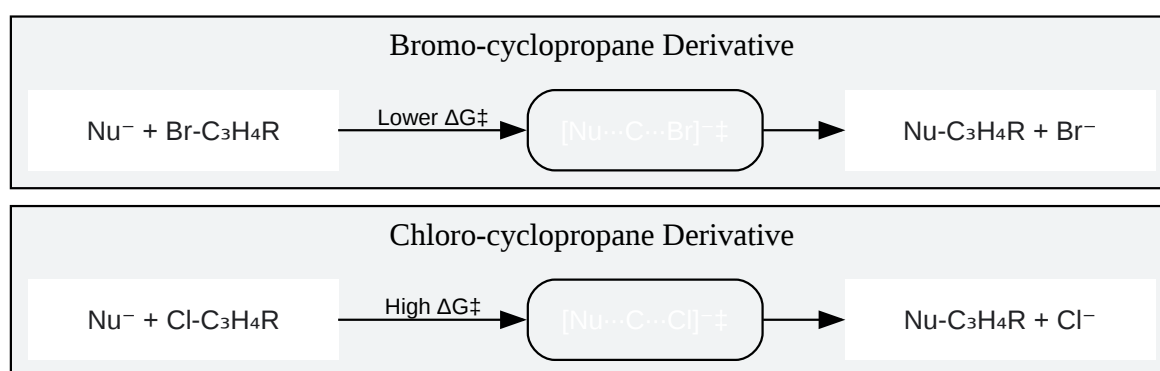 Bromo-cyclopropane Derivative
Nu⁻ + Br-C₃H₄R
Lower ΔG‡
[Nu···C···Br]⁻‡
Nu-C₃H₄R + Br⁻
Chloro-cyclopropane Derivative
Nu⁻ + Cl-C₃H₄R
High ΔG‡
[Nu···C···Cl]⁻‡
Nu-C₃H₄R + Cl⁻